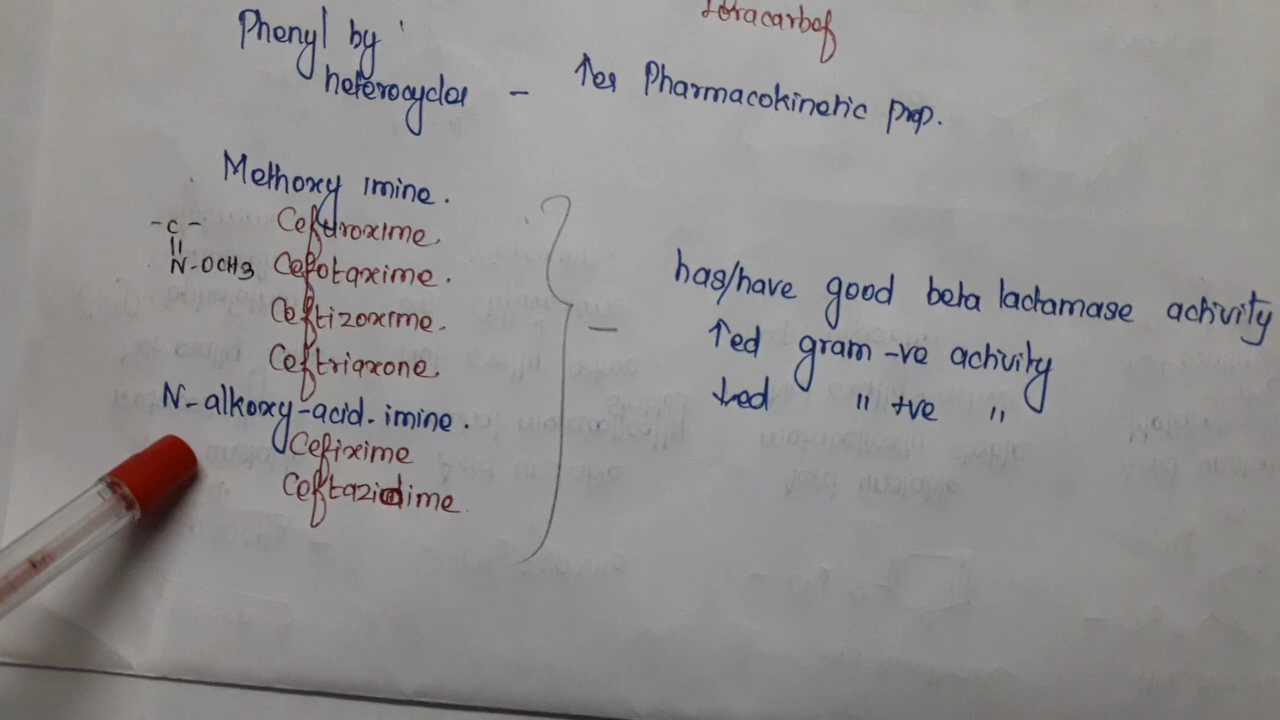 Loracarbef
Phenyl by
heterocycles - ↑es Pharmacokinetic prop.
Methoxy imine.
-C-
||
N-OCH3
Cefuroxime
Cefotaxime.
Ceftizoxime.
Ceftriaxone.
N-alkoxy-acid-imine.
Cefixime
Ceftazidime
-
has/have good beta lactamase activity
↑ed gram -ve activity
↓ed " +ve "